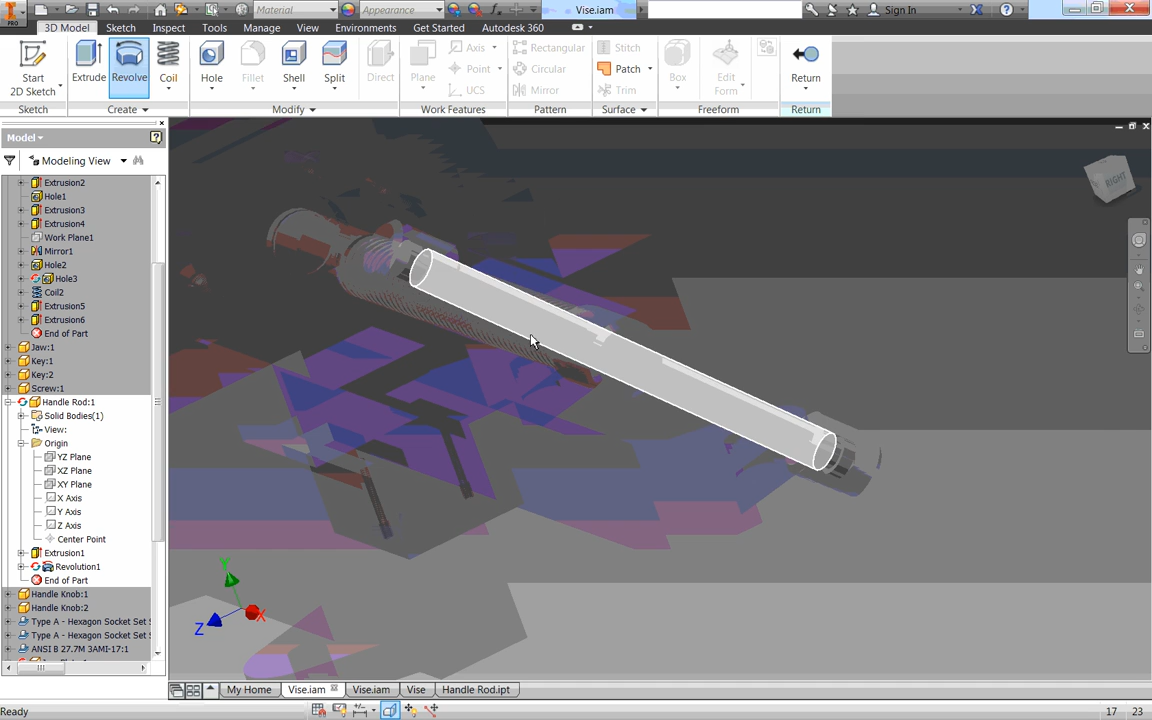 Material
Appearance
Vise.iam
Sign In
PRO
3D Model Sketch Inspect Tools Manage View Environments Get Started Autodesk 360
Start
2D Sketch
Extrude
Revolve
Coil
Hole
Fillet
Shell
Split
Direct
Plane
Axis
Point
UCS
Rectangular
Circular
Mirror
Stitch
Patch
Trim
Box
Edit
Form
Return
Sketch
Create
Modify
Work Features
Pattern
Surface
Freeform
Return
Model
Modeling View
Extrusion2
Hole1
Extrusion3
Extrusion4
Work Plane1
Mirror1
Hole2
Hole3
Coil2
Extrusion5
Extrusion6
End of Part
Jaw:1
Key:1
Key:2
Screw:1
Handle Rod:1
Solid Bodies(1)
View:
Origin
YZ Plane
XZ Plane
XY Plane
X Axis
Y Axis
Z Axis
Center Point
Extrusion1
Revolution1
End of Part
Handle Knob:1
Handle Knob:2
Type A - Hexagon Socket Set
Type A - Hexagon Socket Set
ANSI B 27.7M 3AMI-17:1
RIGHT
Y
Z
X
My Home
Vise.iam
Vise.iam
Vise
Handle Rod.ipt
Ready
17 23